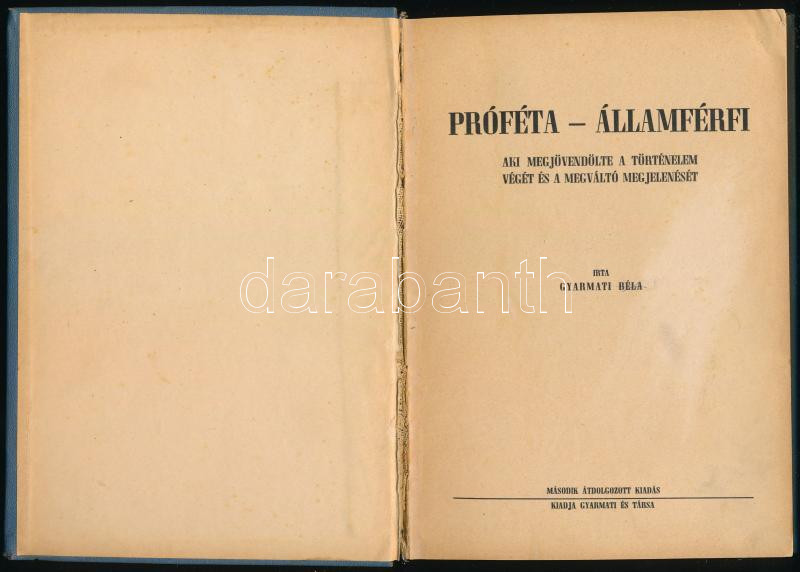 PRÓFÉTA – ÁLLAMFÉRFI
AKI MEGJÖVENDÖLTE A TÖRTÉNELEM
VÉGÉT ÉS A MEGVÁLTÓ MEGJELENÉSÉT
darabanth
IRTA
GYARMATI BÉLA
MÁSODIK ÁTDOLGOZOTT KIADÁS
KIADJA GYARMATI ÉS TÁRSA